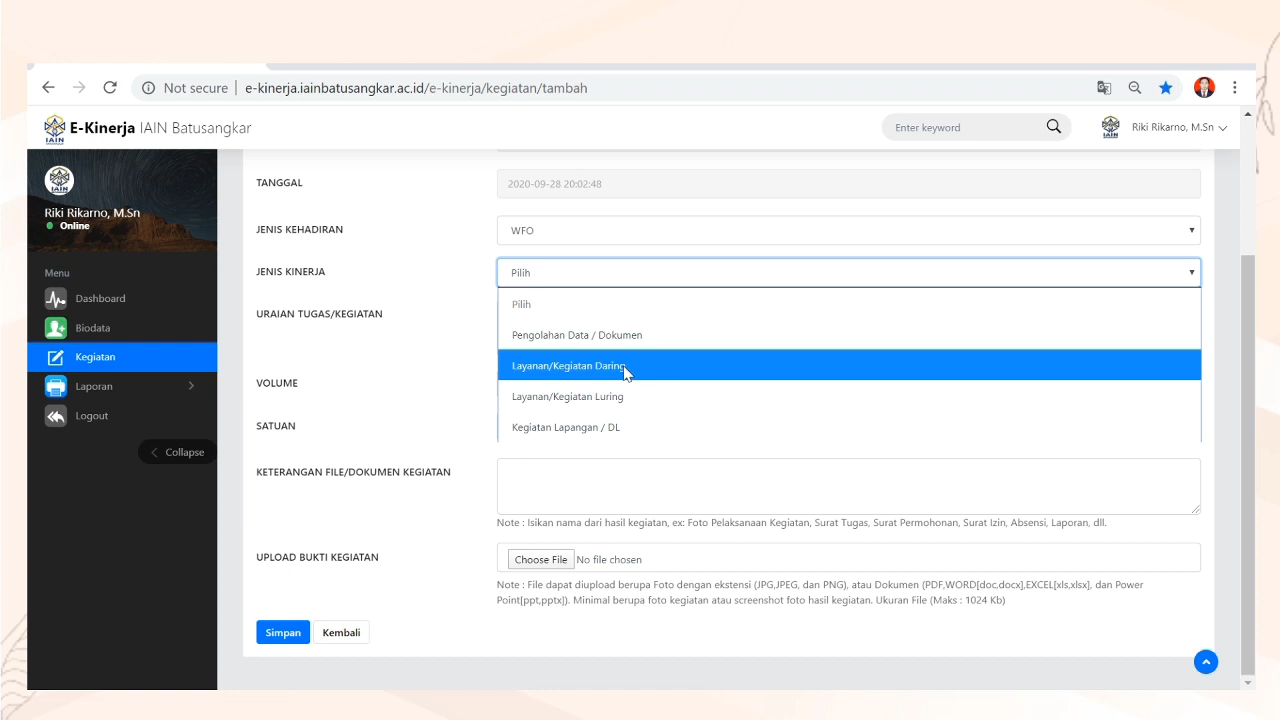 Not secure | e-kinerja.iainbatusangkar.ac.id/e-kinerja/kegiatan/tambah
IAIN
E-Kinerja IAIN Batusangkar
Enter keyword
IAIN
Riki Rikarno, M.Sn
IAIN
Riki Rikarno, M.Sn
Online
Menu
Dashboard
Biodata
Kegiatan
Laporan
Logout
Collapse
TANGGAL
2020-09-28 20:02:48
JENIS KEHADIRAN
WFO
JENIS KINERJA
Pilih
Pilih
Pengolahan Data / Dokumen
Layanan/Kegiatan Daring
Layanan/Kegiatan Luring
Kegiatan Lapangan / DL
URAIAN TUGAS/KEGIATAN
VOLUME
SATUAN
KETERANGAN FILE/DOKUMEN KEGIATAN
Note : Isikan nama dari hasil kegiatan, ex: Foto Pelaksanaan Kegiatan, Surat Tugas, Surat Permohonan, Surat Izin, Absensi, Laporan, dll.
UPLOAD BUKTI KEGIATAN
Choose File No file chosen
Note : File dapat diupload berupa Foto dengan ekstensi (JPG,JPEG, dan PNG), atau Dokumen (PDF,WORD[doc,docx],EXCEL[xls,xlsx], dan Power
Point[ppt,pptx]). Minimal berupa foto kegiatan atau screenshot foto hasil kegiatan. Ukuran File (Maks : 1024 Kb)
Simpan
Kembali